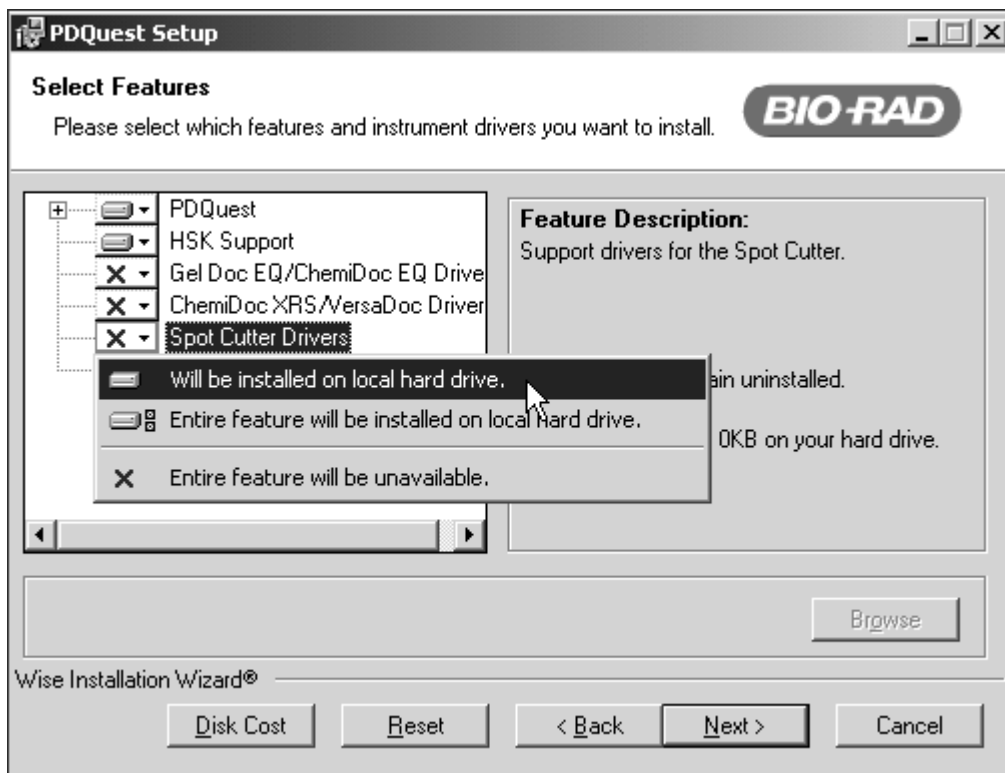 PDQuest Setup
Select Features
Please select which features and instrument drivers you want to install.
BIO-RAD
PDQuest
HSK Support
Gel Doc EQ/ChemiDoc EQ Drive
ChemiDoc XRS/VersaDoc Driver
Spot Cutter Drivers
Will be installed on local hard drive.
Entire feature will be installed on local hard drive.
Entire feature will be unavailable.
Feature Description:
Support drivers for the Spot Cutter.
ain uninstalled.
0KB on your hard drive.
Browse
Wise Installation Wizard®
Disk Cost
Reset
< Back
Next >
Cancel